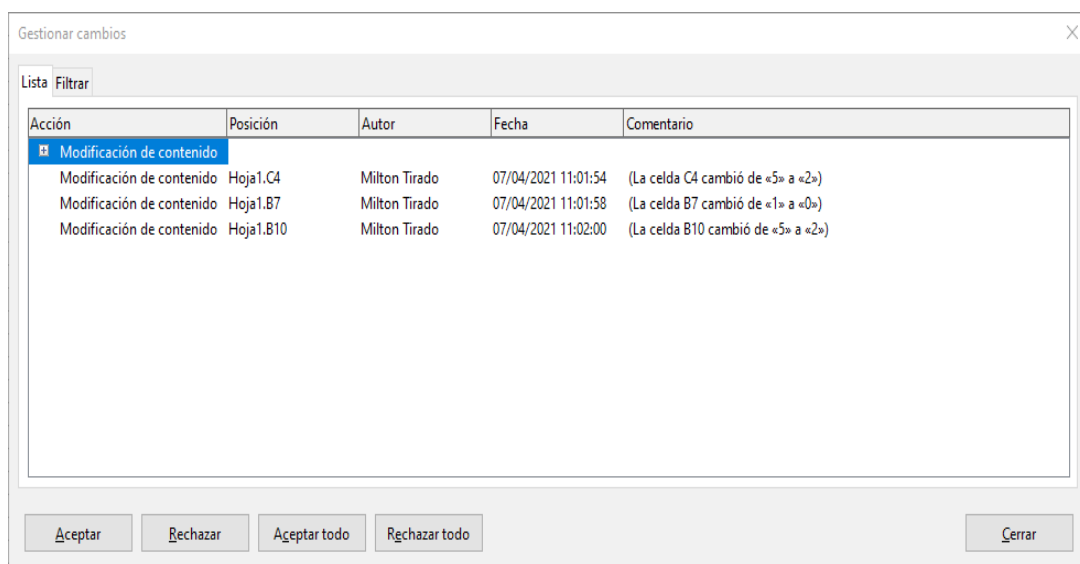 Gestionar cambios
Lista Filtrar
Acción Posición Autor Fecha Comentario
Modificación de contenido
Modificación de contenido Hoja1.C4 Milton Tirado 07/04/2021 11:01:54 (La celda C4 cambió de «5» a «2»)
Modificación de contenido Hoja1.B7 Milton Tirado 07/04/2021 11:01:58 (La celda B7 cambió de «1» a «0»)
Modificación de contenido Hoja1.B10 Milton Tirado 07/04/2021 11:02:00 (La celda B10 cambió de «5» a «2»)
Aceptar Rechazar Aceptar todo Rechazar todo Cerrar